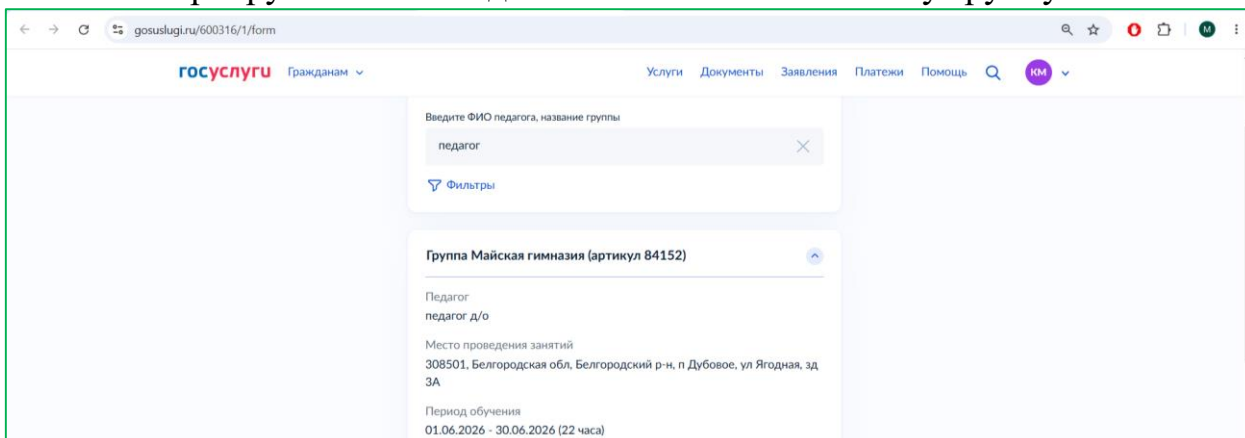 gosuslugi.ru/600316/1/form
M
госуслуги Гражданам Услуги Документы Заявления Платежи Помощь КМ
Введите ФИО педагога, название группы
педагог
Фильтры
Группа Майская гимназия (артикул 84152)
Педагог
педагог д/о
Место проведения занятий
308501, Белгородская обл, Белгородский р-н, п Дубовое, ул Ягодная, зд
3А
Период обучения
01.06.2026 - 30.06.2026 (22 часа)